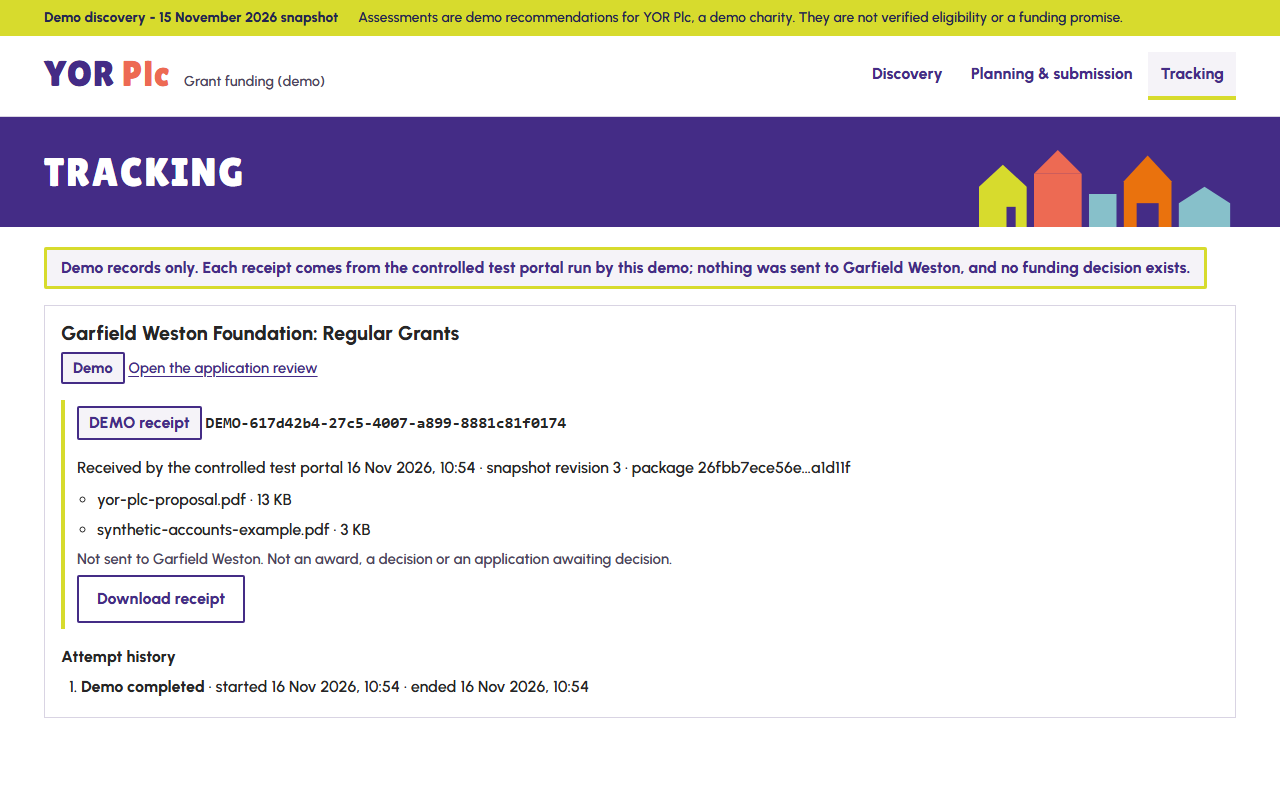 Demo discovery - 15 November 2026 snapshot Assessments are demo recommendations for YOR Plc, a demo charity. They are not verified eligibility or a funding promise.
YOR Plc Grant funding (demo) Discovery Planning & submission Tracking
TRACKING
Demo records only. Each receipt comes from the controlled test portal run by this demo; nothing was sent to Garfield Weston, and no funding decision exists.
Garfield Weston Foundation: Regular Grants
Demo Open the application review
DEMO receipt DEMO-617d42b4-27c5-4007-a899-8881c81f0174
Received by the controlled test portal 16 Nov 2026, 10:54 · snapshot revision 3 · package 26fbb7ece56e…a1d11f
yor-plc-proposal.pdf · 13 KB
synthetic-accounts-example.pdf · 3 KB
Not sent to Garfield Weston. Not an award, a decision or an application awaiting decision.
Download receipt
Attempt history
1. Demo completed · started 16 Nov 2026, 10:54 · ended 16 Nov 2026, 10:54